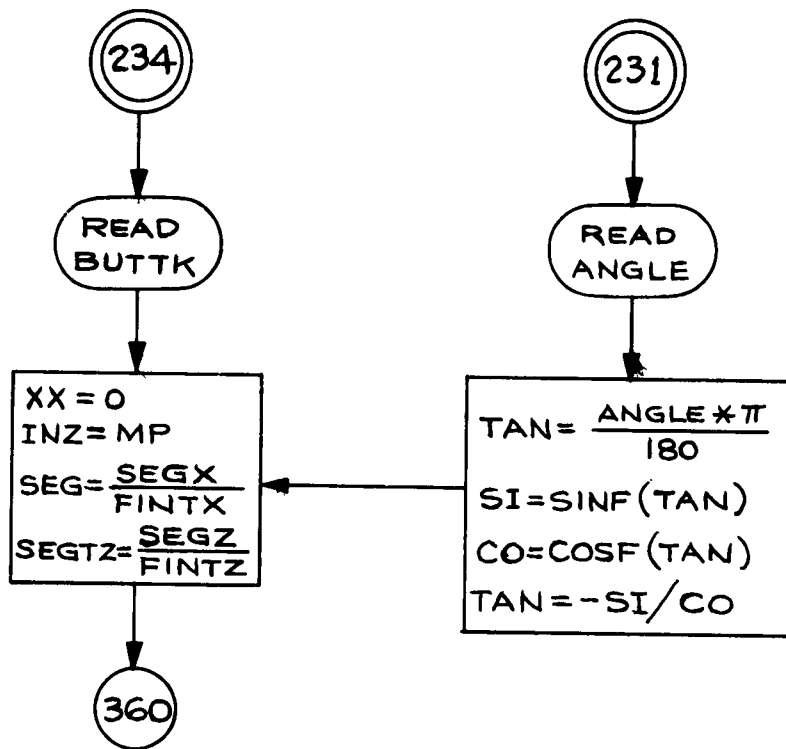 234
READ
BUTTK
XX = 0
INZ = MP
SEG = SEGX / FINTX
SEGTZ = SEGZ / FINTZ
360
231
READ
ANGLE
TAN = ANGLE * π / 180
SI = SINF (TAN)
CO = COSF (TAN)
TAN = -SI / CO